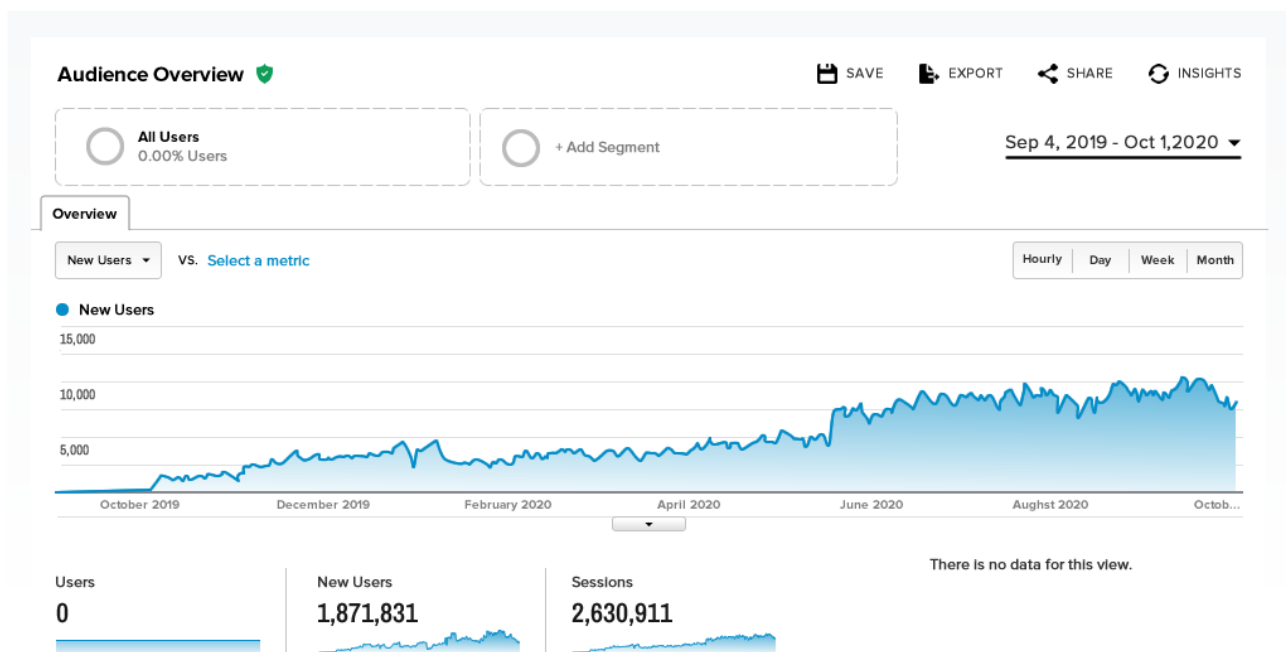 Audience Overview
SAVE EXPORT SHARE INSIGHTS
All Users
0.00% Users
+ Add Segment
Sep 4, 2019 - Oct 1,2020
Overview
New Users VS. Select a metric
Hourly Day Week Month
New Users
15,000
10,000
5,000
October 2019 December 2019 February 2020 April 2020 June 2020 Aughst 2020 Octob...
There is no data for this view.
Users New Users Sessions
0 1,871,831 2,630,911